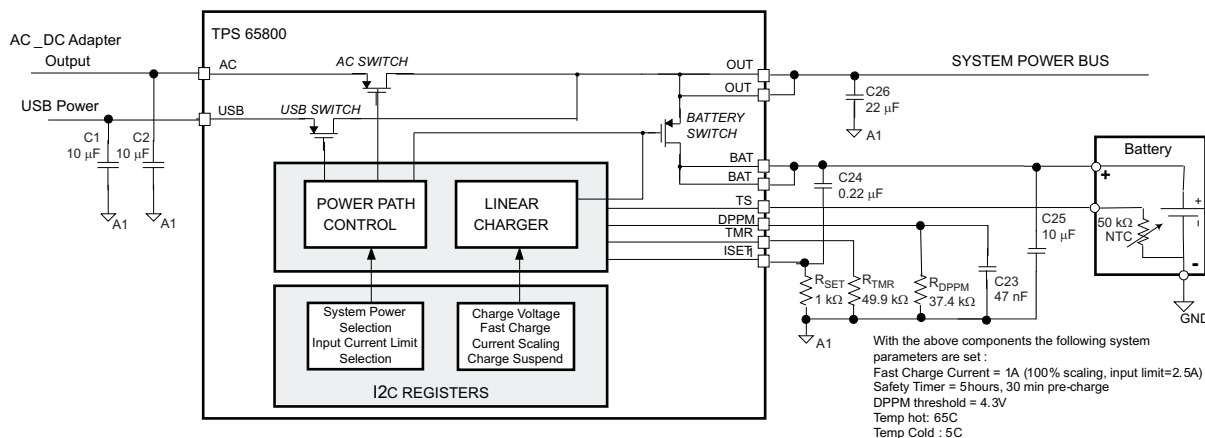 TPS 65800
AC _DC Adapter
Output
USB Power
C1
10 μF
C2
10 μF
A1
A1
AC
AC SWITCH
USB
USB SWITCH
OUT
OUT
BATTERY
SWITCH
BAT
BAT
TS
DPPM
TMR
ISET1
POWER PATH
CONTROL
LINEAR
CHARGER
System Power
Selection
Input Current Limit
Selection
Charge Voltage
Fast Charge
Current Scaling
Charge Suspend
I2C REGISTERS
SYSTEM POWER BUS
C26
22 μF
A1
C24
0.22 μF
C25
10 μF
Battery
+
+
-
50 kΩ
NTC
GND
RSET
1 kΩ
RTMR
49.9 kΩ
RDPPM
37.4 kΩ
C23
47 nF
A1
With the above components the following system
parameters are set :
Fast Charge Current = 1A (100% scaling, input limit=2.5A)
Safety Timer = 5hours, 30 min pre-charge
DPPM threshold = 4.3V
Temp hot: 65C
Temp Cold : 5C